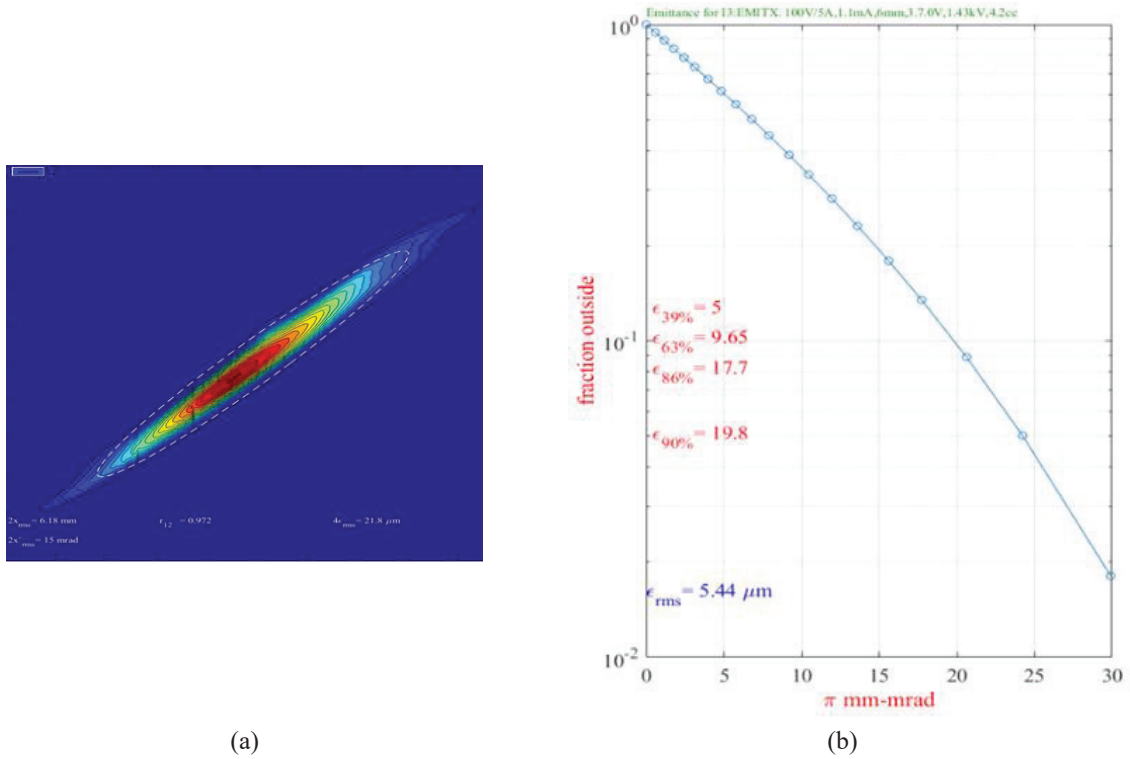 2x_rms = 6.18 mm
r_12 = 0.972
4ε_rms = 21.8 μm
2x'_rms = 15 mrad
(a)
Emittance for I3:EMITX. 100V/5A,1.1mA,6mm,3.7.0V,1.43kV,4.2cc
10^0
10^-1
10^-2
fraction outside
ϵ_39% = 5
ϵ_63% = 9.65
ϵ_86% = 17.7
ϵ_90% = 19.8
ϵ_rms = 5.44 μm
0 5 10 15 20 25 30
π mm-mrad
(b)